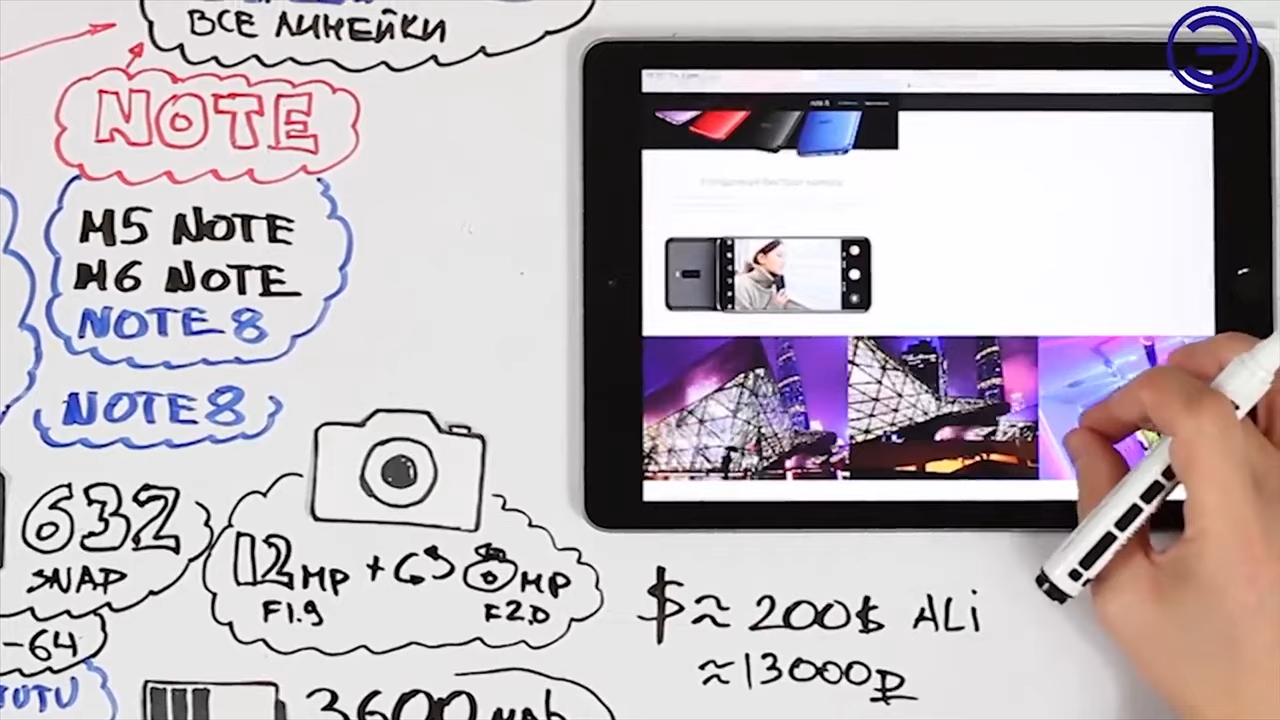 ВСЕ ЛИНЕЙКИ
NOTE
M5 NOTE
M6 NOTE
NOTE 8
NOTE 8
632
SNAP
-64
12MP + 8MP
F1.9 F2.0
$ ≈ 200$ ALi
≈ 13000₽
3600 mAh
Э